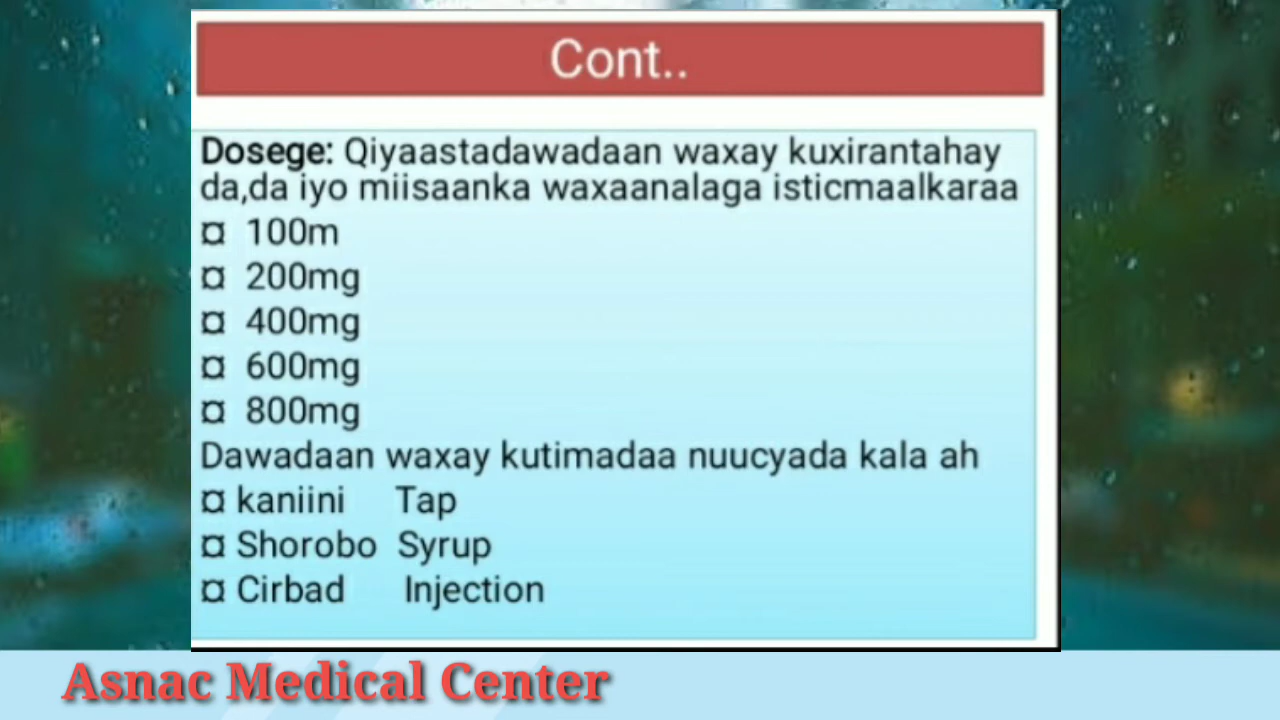 Cont..
Dosege: Qiyaastadawadaan waxay kuxirantahay
da,da iyo miisaanka waxaanalaga isticmaalkaraa
¤ 100m
¤ 200mg
¤ 400mg
¤ 600mg
¤ 800mg
Dawadaan waxay kutimadaa nuucyada kala ah
¤ kaniini Tap
¤ Shorobo Syrup
¤ Cirbad Injection
Asnac Medical Center